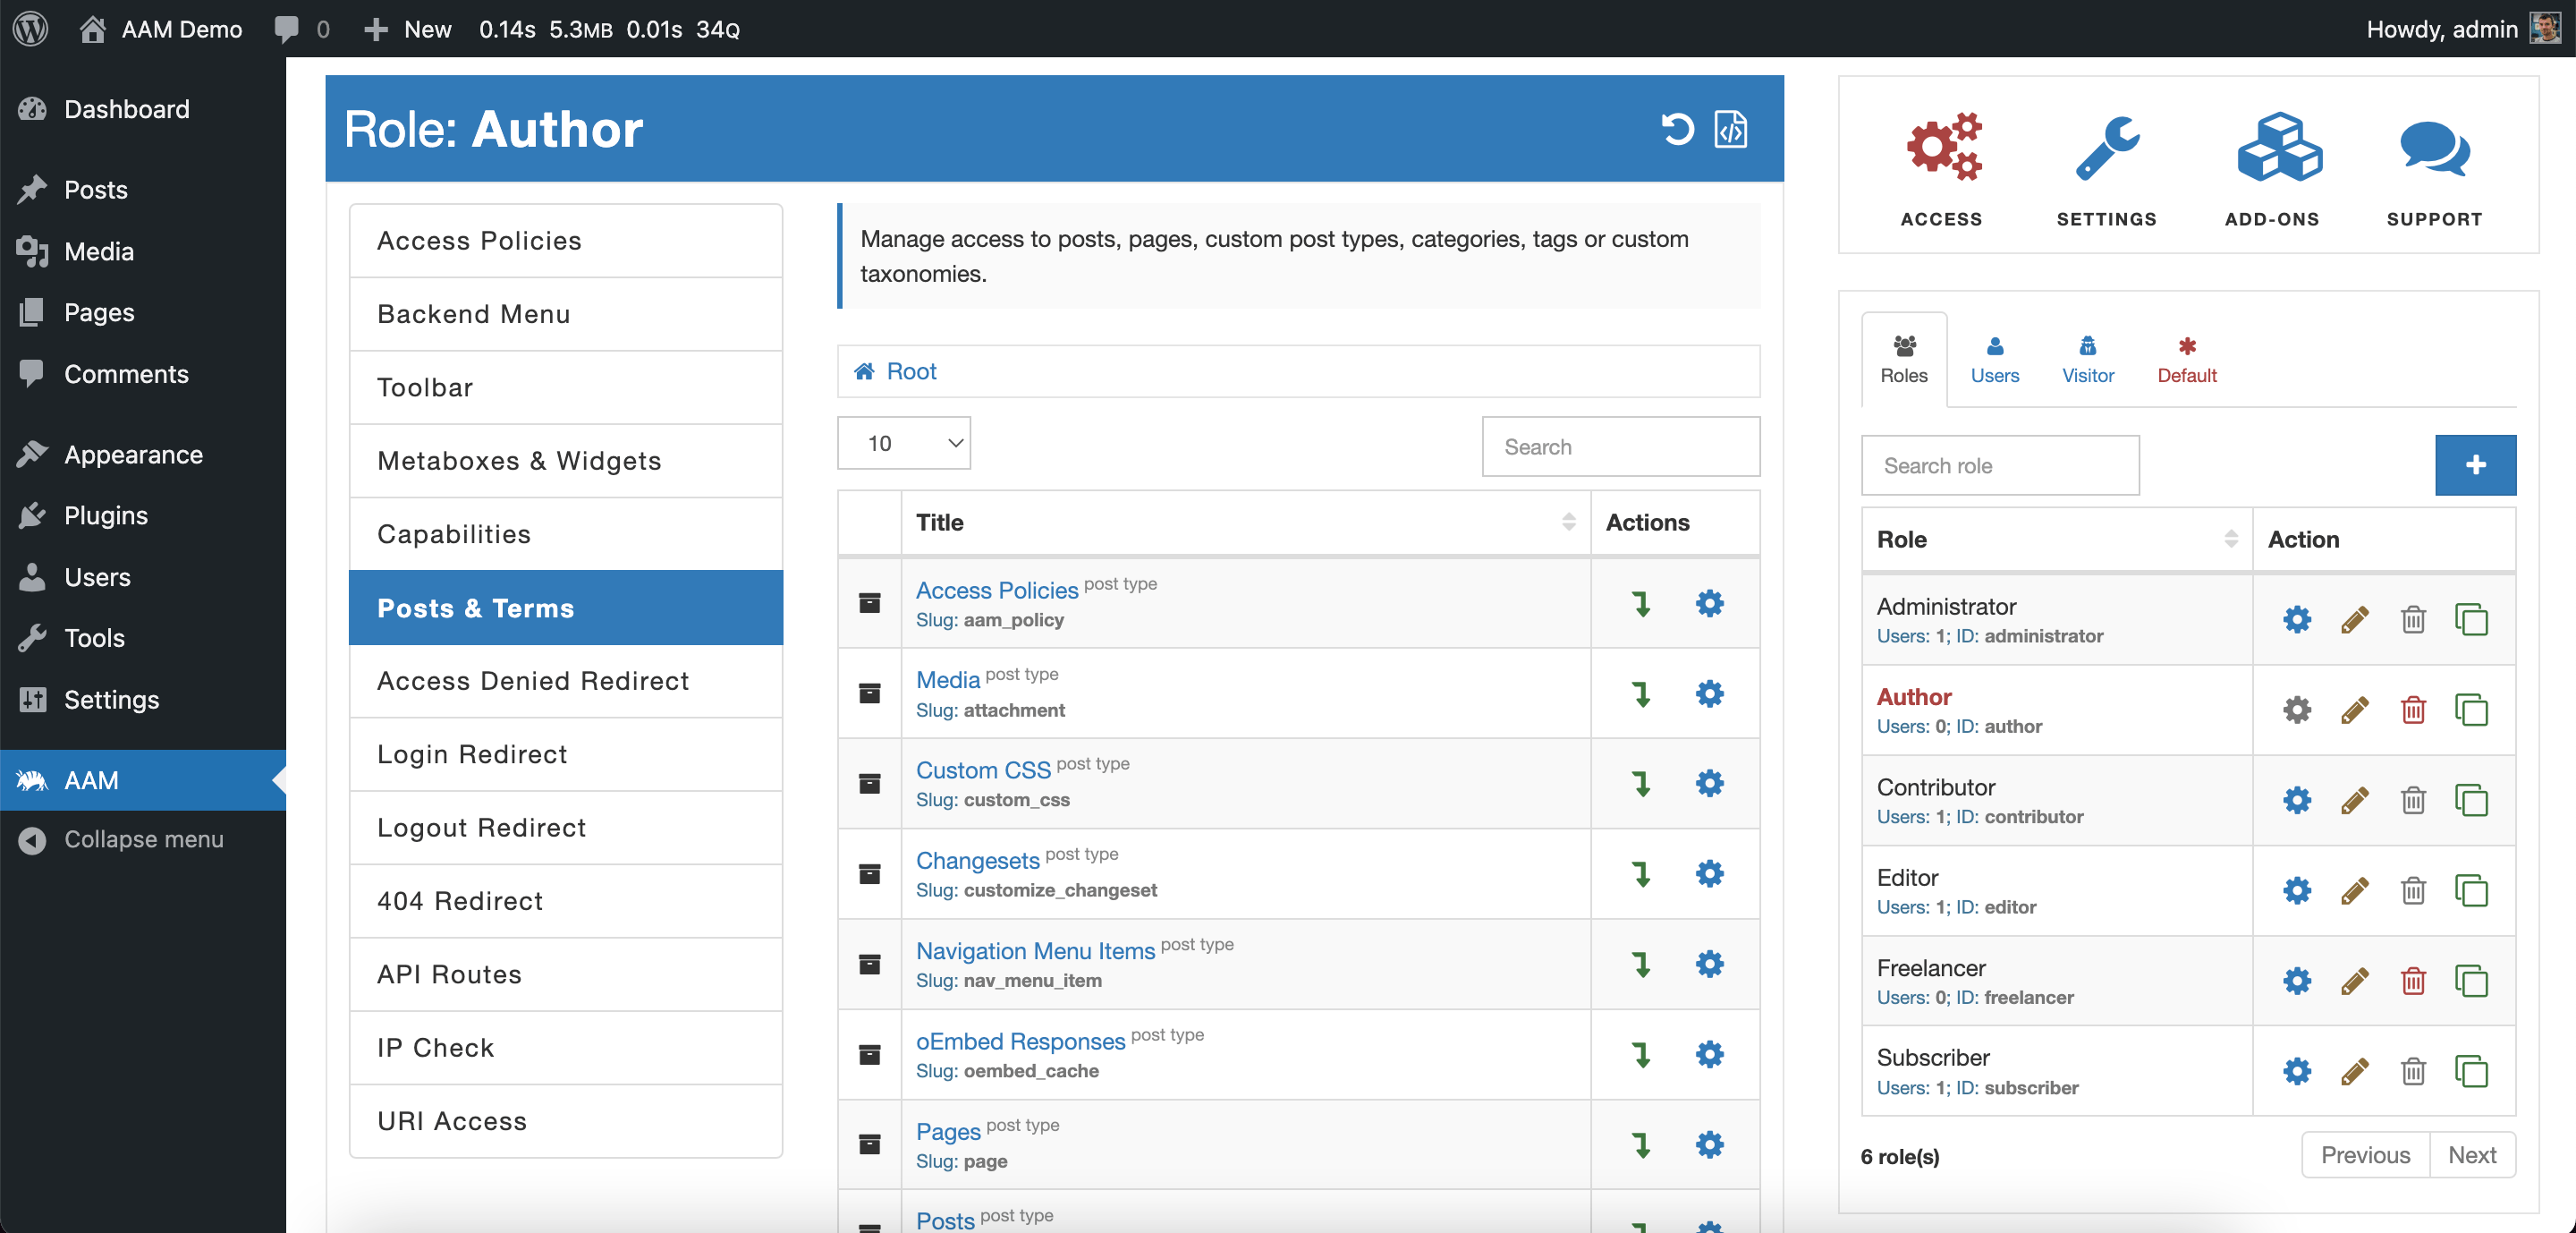 AAM Demo
0
New
0.14s 5.3MB 0.01s 34Q
Howdy, admin
Dashboard
Posts
Media
Pages
Comments
Appearance
Plugins
Users
Tools
Settings
AAM
Collapse menu
Role: Author
Access Policies
Backend Menu
Toolbar
Metaboxes & Widgets
Capabilities
Posts & Terms
Access Denied Redirect
Login Redirect
Logout Redirect
404 Redirect
API Routes
IP Check
URI Access
Manage access to posts, pages, custom post types, categories, tags or custom
taxonomies.
Root
10
Search
Title
Actions
Access Policies post type
Slug: aam_policy
Media post type
Slug: attachment
Custom CSS post type
Slug: custom_css
Changesets post type
Slug: customize_changeset
Navigation Menu Items post type
Slug: nav_menu_item
oEmbed Responses post type
Slug: oembed_cache
Pages post type
Slug: page
Posts post type
ACCESS
SETTINGS
ADD-ONS
SUPPORT
Roles
Users
Visitor
Default
Search role
Role
Action
Administrator
Users: 1; ID: administrator
Author
Users: 0; ID: author
Contributor
Users: 1; ID: contributor
Editor
Users: 1; ID: editor
Freelancer
Users: 0; ID: freelancer
Subscriber
Users: 1; ID: subscriber
6 role(s)
Previous
Next